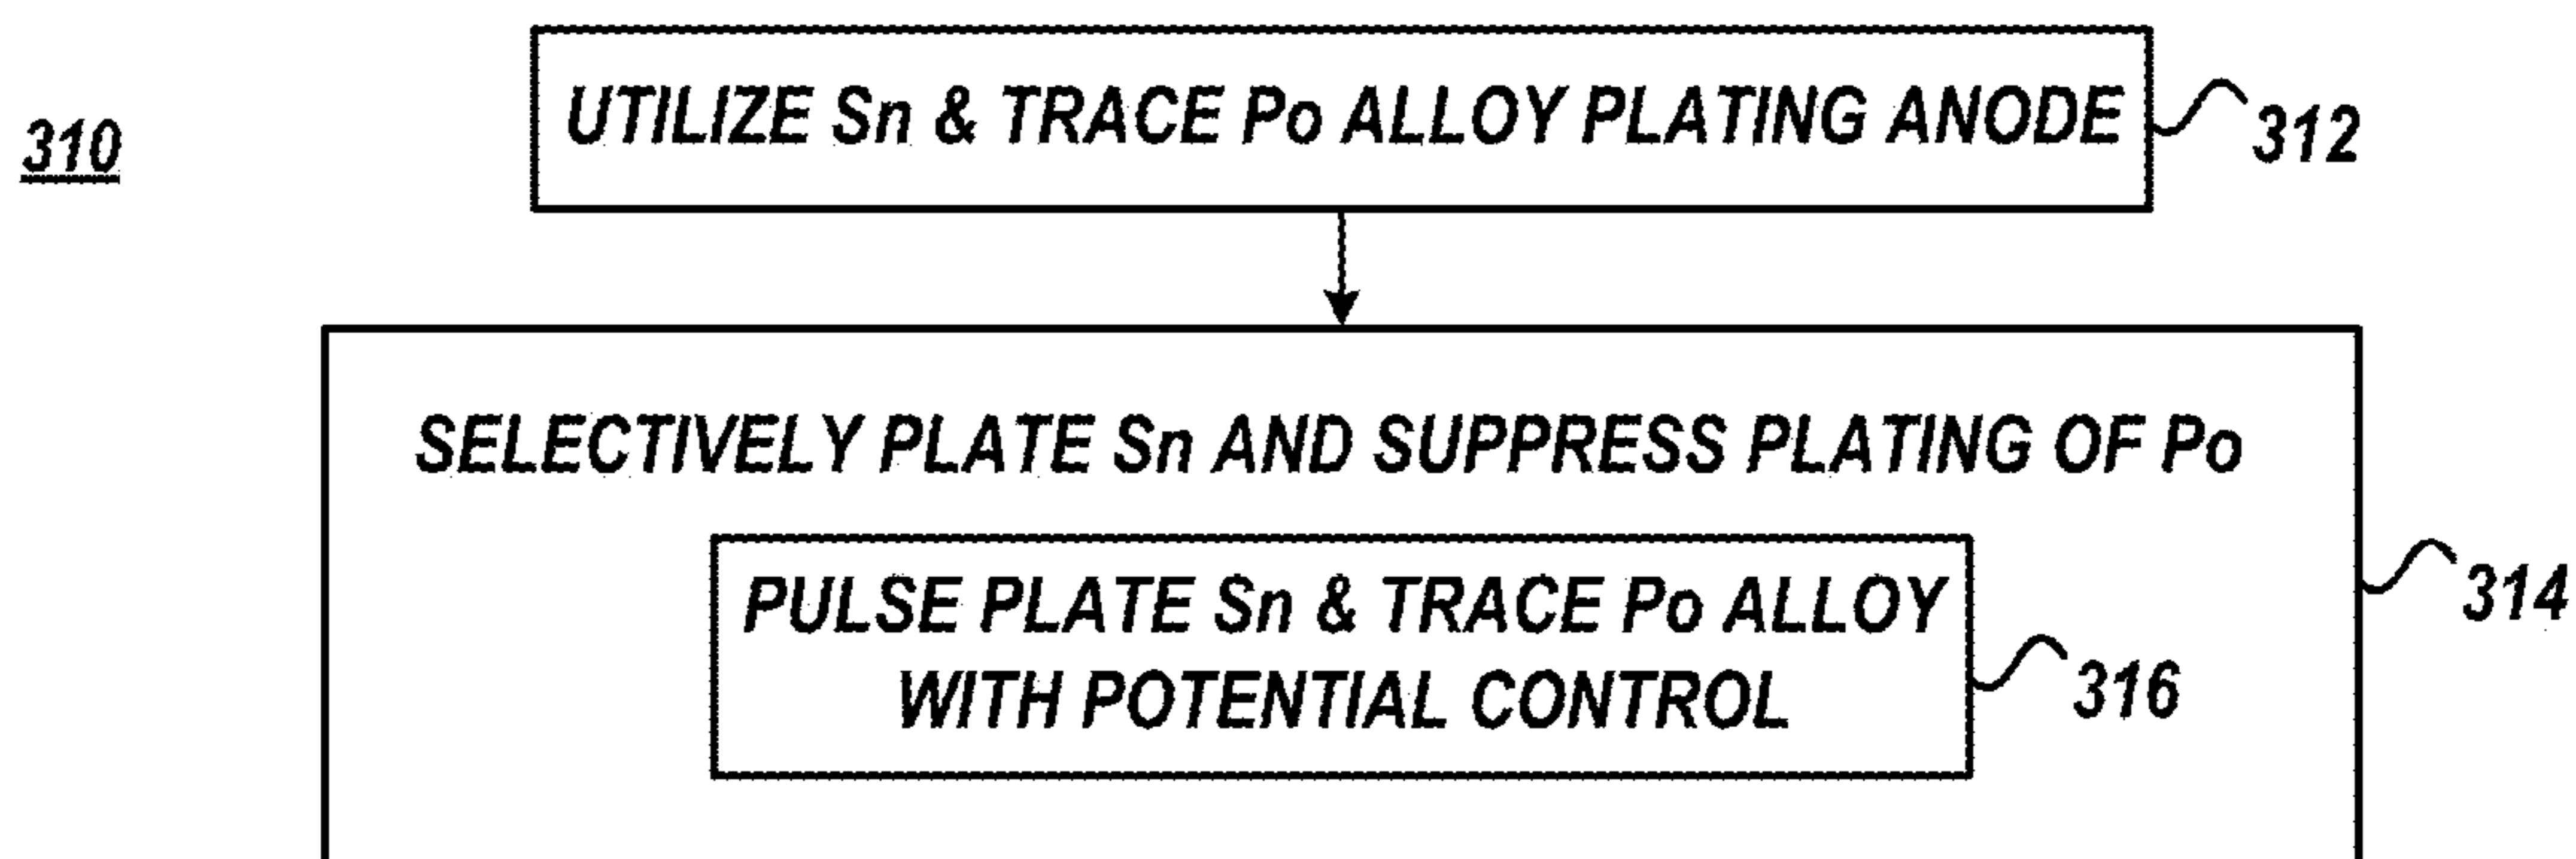 310
UTILIZE Sn & TRACE Po ALLOY PLATING ANODE
312
SELECTIVELY PLATE Sn AND SUPPRESS PLATING OF Po
314
PULSE PLATE Sn & TRACE Po ALLOY
WITH POTENTIAL CONTROL
316